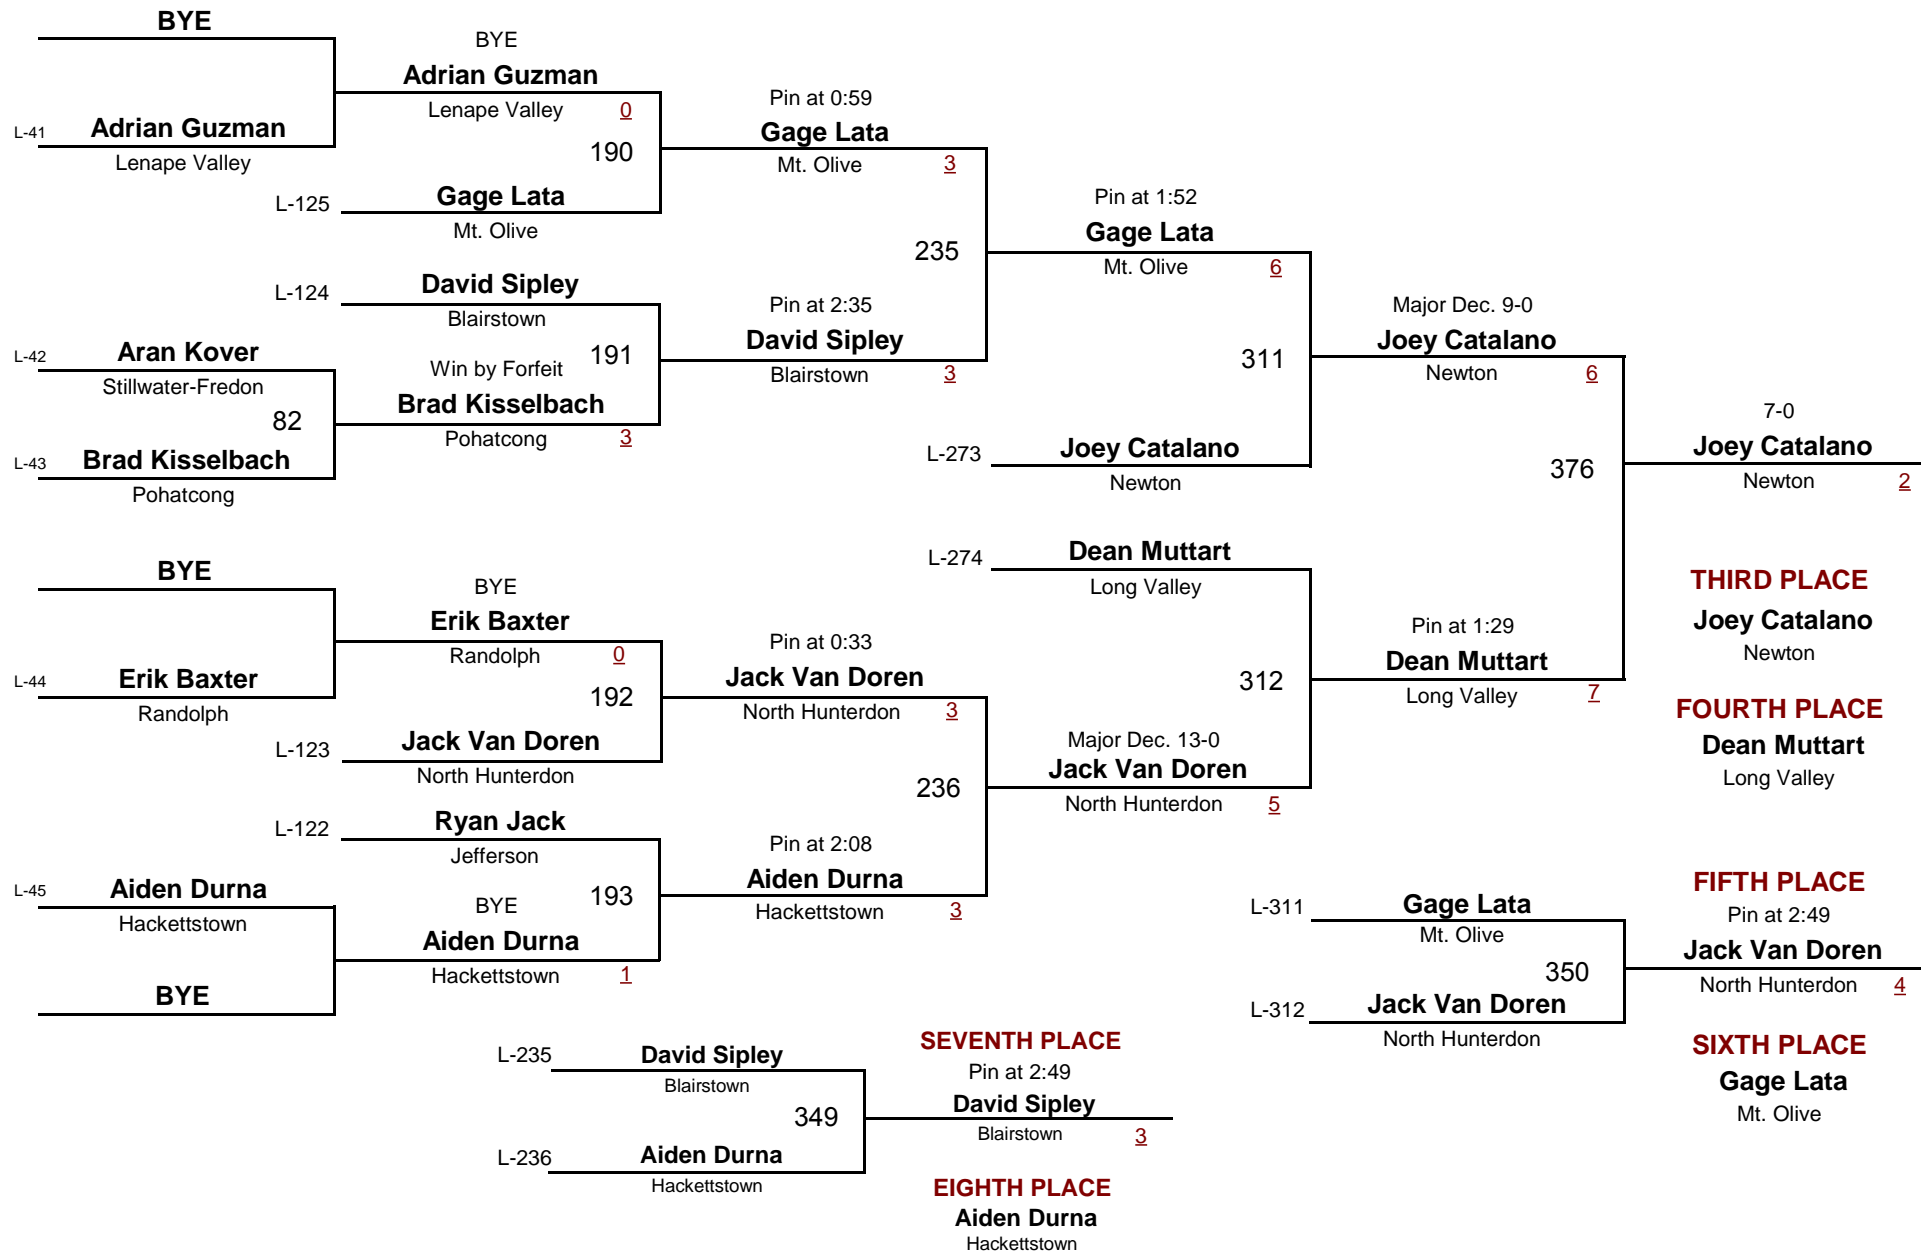 BYE
BYE
Adrian Guzman
Lenape Valley 0
L-41 Adrian Guzman
Lenape Valley
190
Pin at 0:59
Gage Lata
Mt. Olive 3
L-125 Gage Lata
Mt. Olive
235
Pin at 1:52
Gage Lata
Mt. Olive 6
L-124 David Sipley
Blairstown
191
Pin at 2:35
David Sipley
Blairstown 3
L-42 Aran Kover
Stillwater-Fredon
82
Win by Forfeit
Brad Kisselbach
Pohatcong 3
L-43 Brad Kisselbach
Pohatcong
311
Major Dec. 9-0
Joey Catalano
Newton 6
L-273 Joey Catalano
Newton
376
7-0
Joey Catalano
Newton 2
L-274 Dean Muttart
Long Valley
BYE
BYE
Erik Baxter
Randolph 0
L-44 Erik Baxter
Randolph
192
Pin at 0:33
Jack Van Doren
North Hunterdon 3
L-123 Jack Van Doren
North Hunterdon
312
Pin at 1:29
Dean Muttart
Long Valley 7
THIRD PLACE
Joey Catalano
Newton
FOURTH PLACE
Dean Muttart
Long Valley
236
Major Dec. 13-0
Jack Van Doren
North Hunterdon 5
L-122 Ryan Jack
Jefferson
193
Pin at 2:08
Aiden Durna
Hackettstown 3
L-45 Aiden Durna
Hackettstown
BYE
Aiden Durna
Hackettstown 1
BYE
L-311 Gage Lata
Mt. Olive
350
L-312 Jack Van Doren
North Hunterdon
FIFTH PLACE
Pin at 2:49
Jack Van Doren
North Hunterdon 4
SIXTH PLACE
Gage Lata
Mt. Olive
L-235 David Sipley
Blairstown
349
L-236 Aiden Durna
Hackettstown
SEVENTH PLACE
Pin at 2:49
David Sipley
Blairstown 3
EIGHTH PLACE
Aiden Durna
Hackettstown